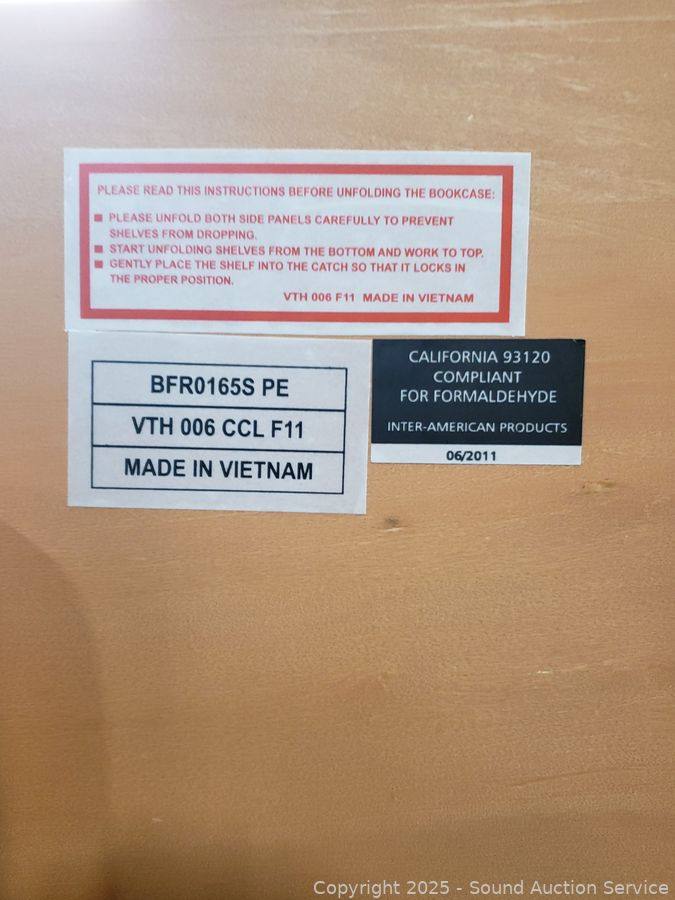 PLEASE READ THIS INSTRUCTIONS BEFORE UNFOLDING THE BOOKCASE:
■ PLEASE UNFOLD BOTH SIDE PANELS CAREFULLY TO PREVENT
SHELVES FROM DROPPING.
■ START UNFOLDING SHELVES FROM THE BOTTOM AND WORK TO TOP.
■ GENTLY PLACE THE SHELF INTO THE CATCH SO THAT IT LOCKS IN
THE PROPER POSITION.
VTH 006 F11 MADE IN VIETNAM
BFR0165S PE
VTH 006 CCL F11
MADE IN VIETNAM
CALIFORNIA 93120
COMPLIANT
FOR FORMALDEHYDE
INTER-AMERICAN PRODUCTS
06/2011
Copyright 2025 - Sound Auction Service